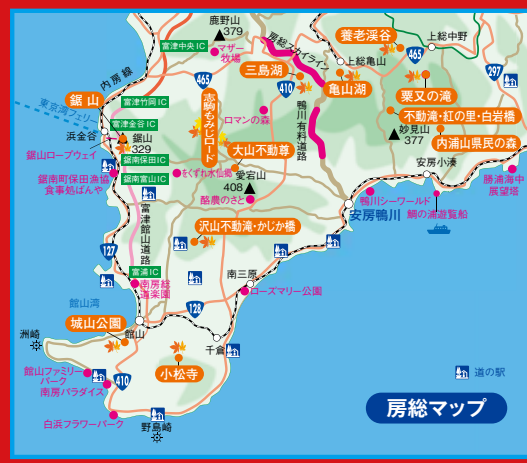 鹿野山
379
富津中央IC
マザー
牧場
房総スカイライン
養老渓谷
上総中野
465
297
内房線
465
三島湖
410
上総亀山
亀山湖
粟又の滝
鋸山
富津竹岡IC
志駒もみじロード
ロマンの森
鴨川有料道路
不動滝・紅の里・白岩橋
東京湾フェリー
富津金谷IC
浜金谷
鋸山
329
大山不動尊
妙見山
377
内浦山県民の森
鋸山ロープウェイ
鋸南保田IC
安房小湊
鋸南町保田漁協
食事処ばんや
鋸南富山IC
をくずれ水仙郷
愛宕山
408
酪農のさと
勝浦海中
展望塔
鴨川シーワールド
安房鴨川
鯛の浦遊覧船
富津館山道路
沢山不動滝・かじか橋
127
富浦IC
南房総
道楽園
南三原
ローズマリー公園
館山湾
128
城山公園
洲崎
館山
千倉
館山ファミリー
パーク
南房パラダイス
410
小松寺
道の駅
白浜フラワーパーク
野島崎
房総マップ